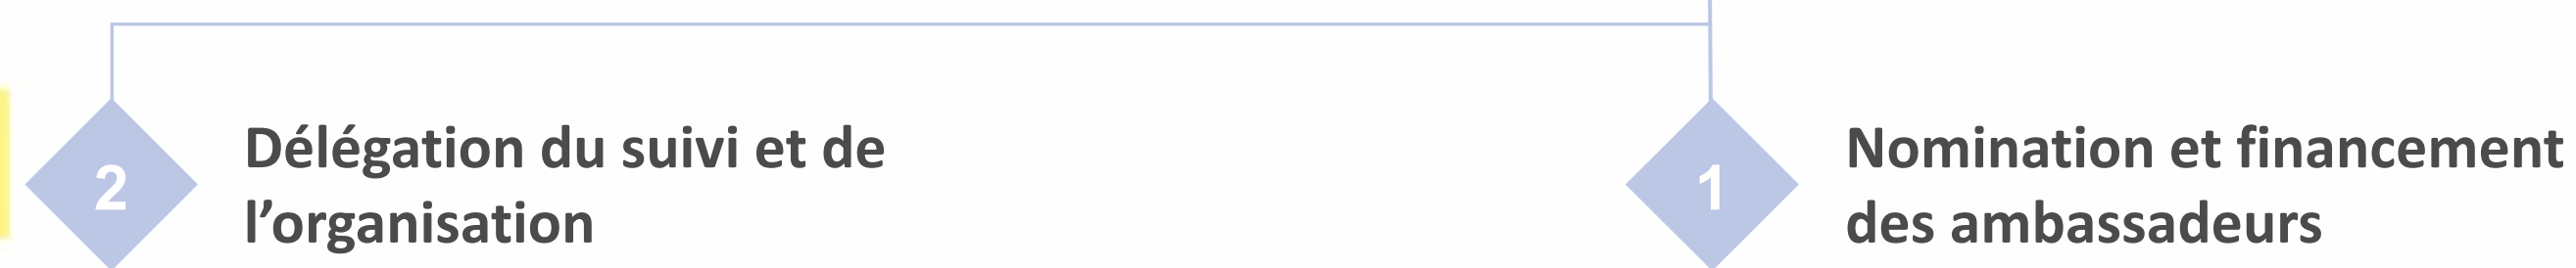 2
Délégation du suivi et de
l’organisation
1
Nomination et financement
des ambassadeurs